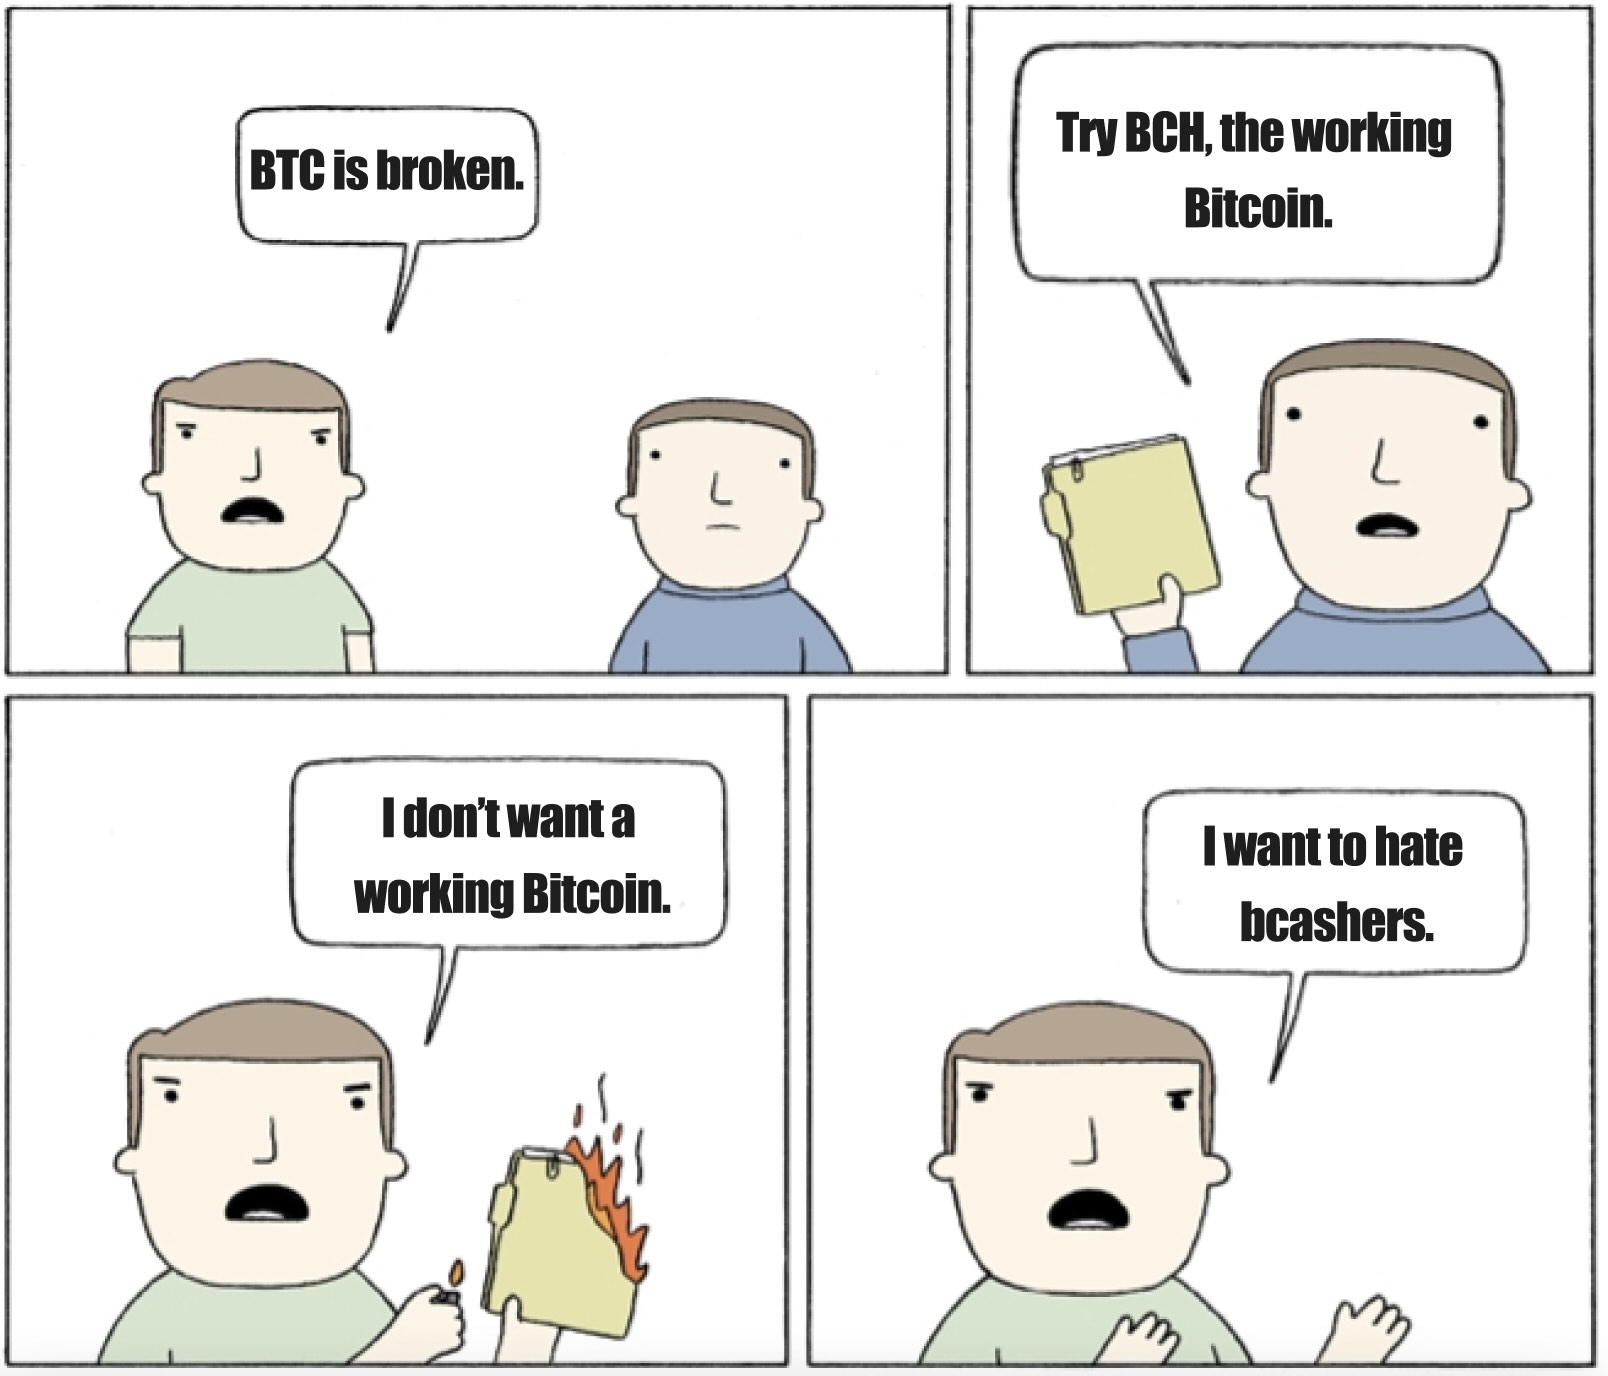 BTC is broken.
Try BCH, the working
Bitcoin.
I don’t want a
working Bitcoin.
I want to hate
bcashers.